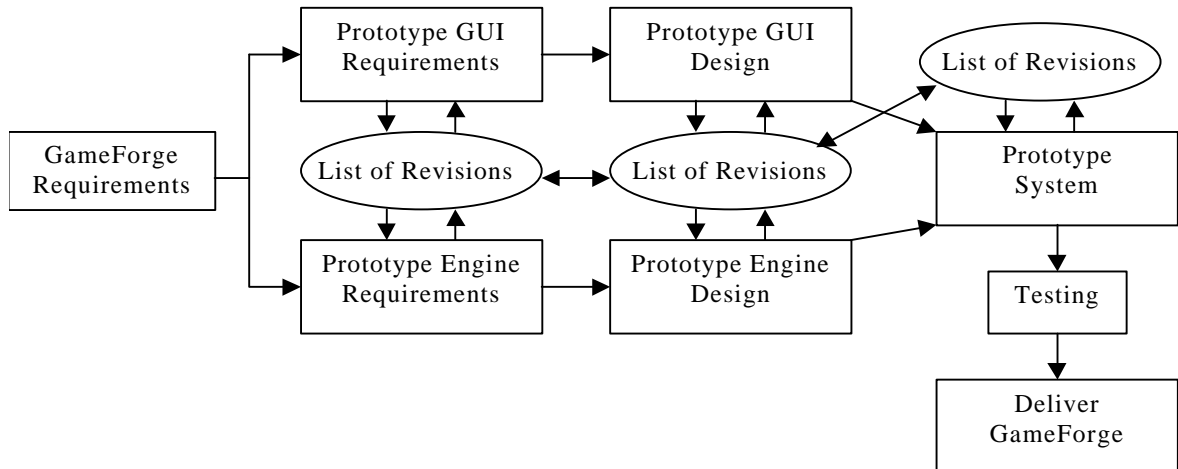 Prototype GUI
Requirements
Prototype GUI
Design
List of Revisions
GameForge
Requirements
List of Revisions
List of Revisions
Prototype
System
Prototype Engine
Requirements
Prototype Engine
Design
Testing
Deliver
GameForge